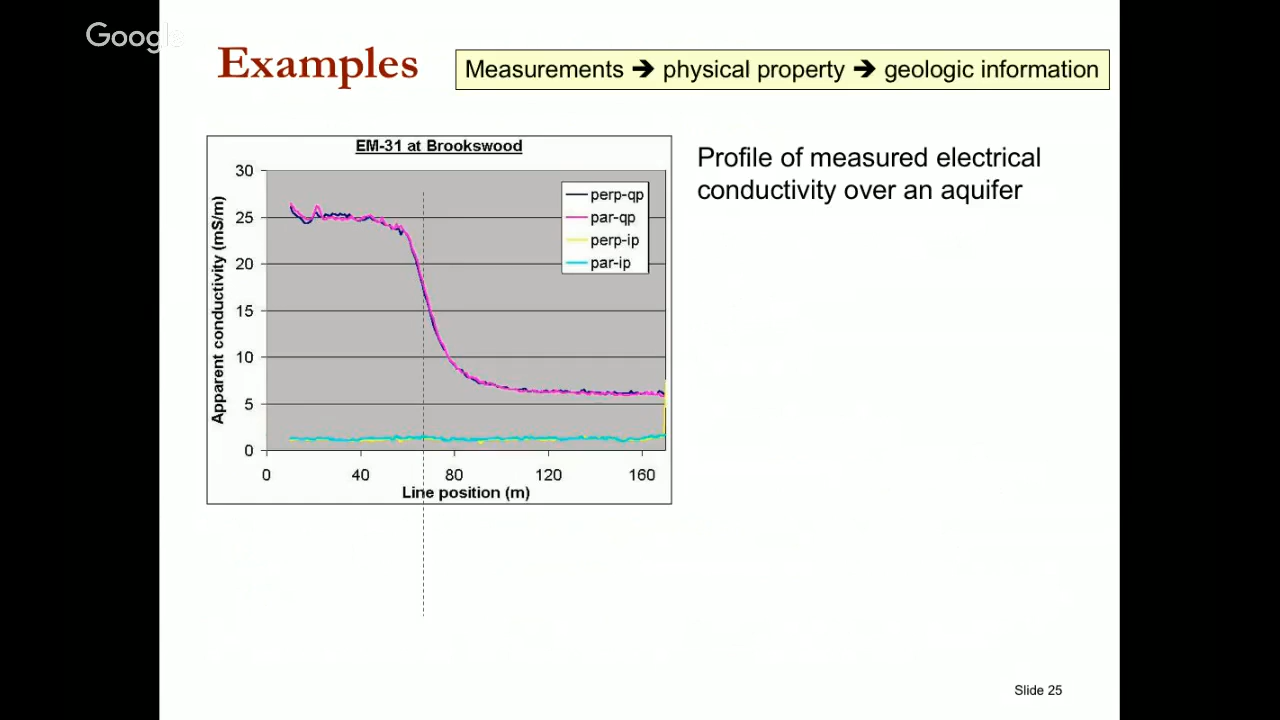 Google
Examples
Measurements ➔ physical property ➔ geologic information
EM-31 at Brookswood
Profile of measured electrical
conductivity over an aquifer
Apparent conductivity (mS/m)
30
25
20
15
10
5
0
perp-qp
par-qp
perp-ip
par-ip
0 40 80 120 160
Line position (m)
Slide 25